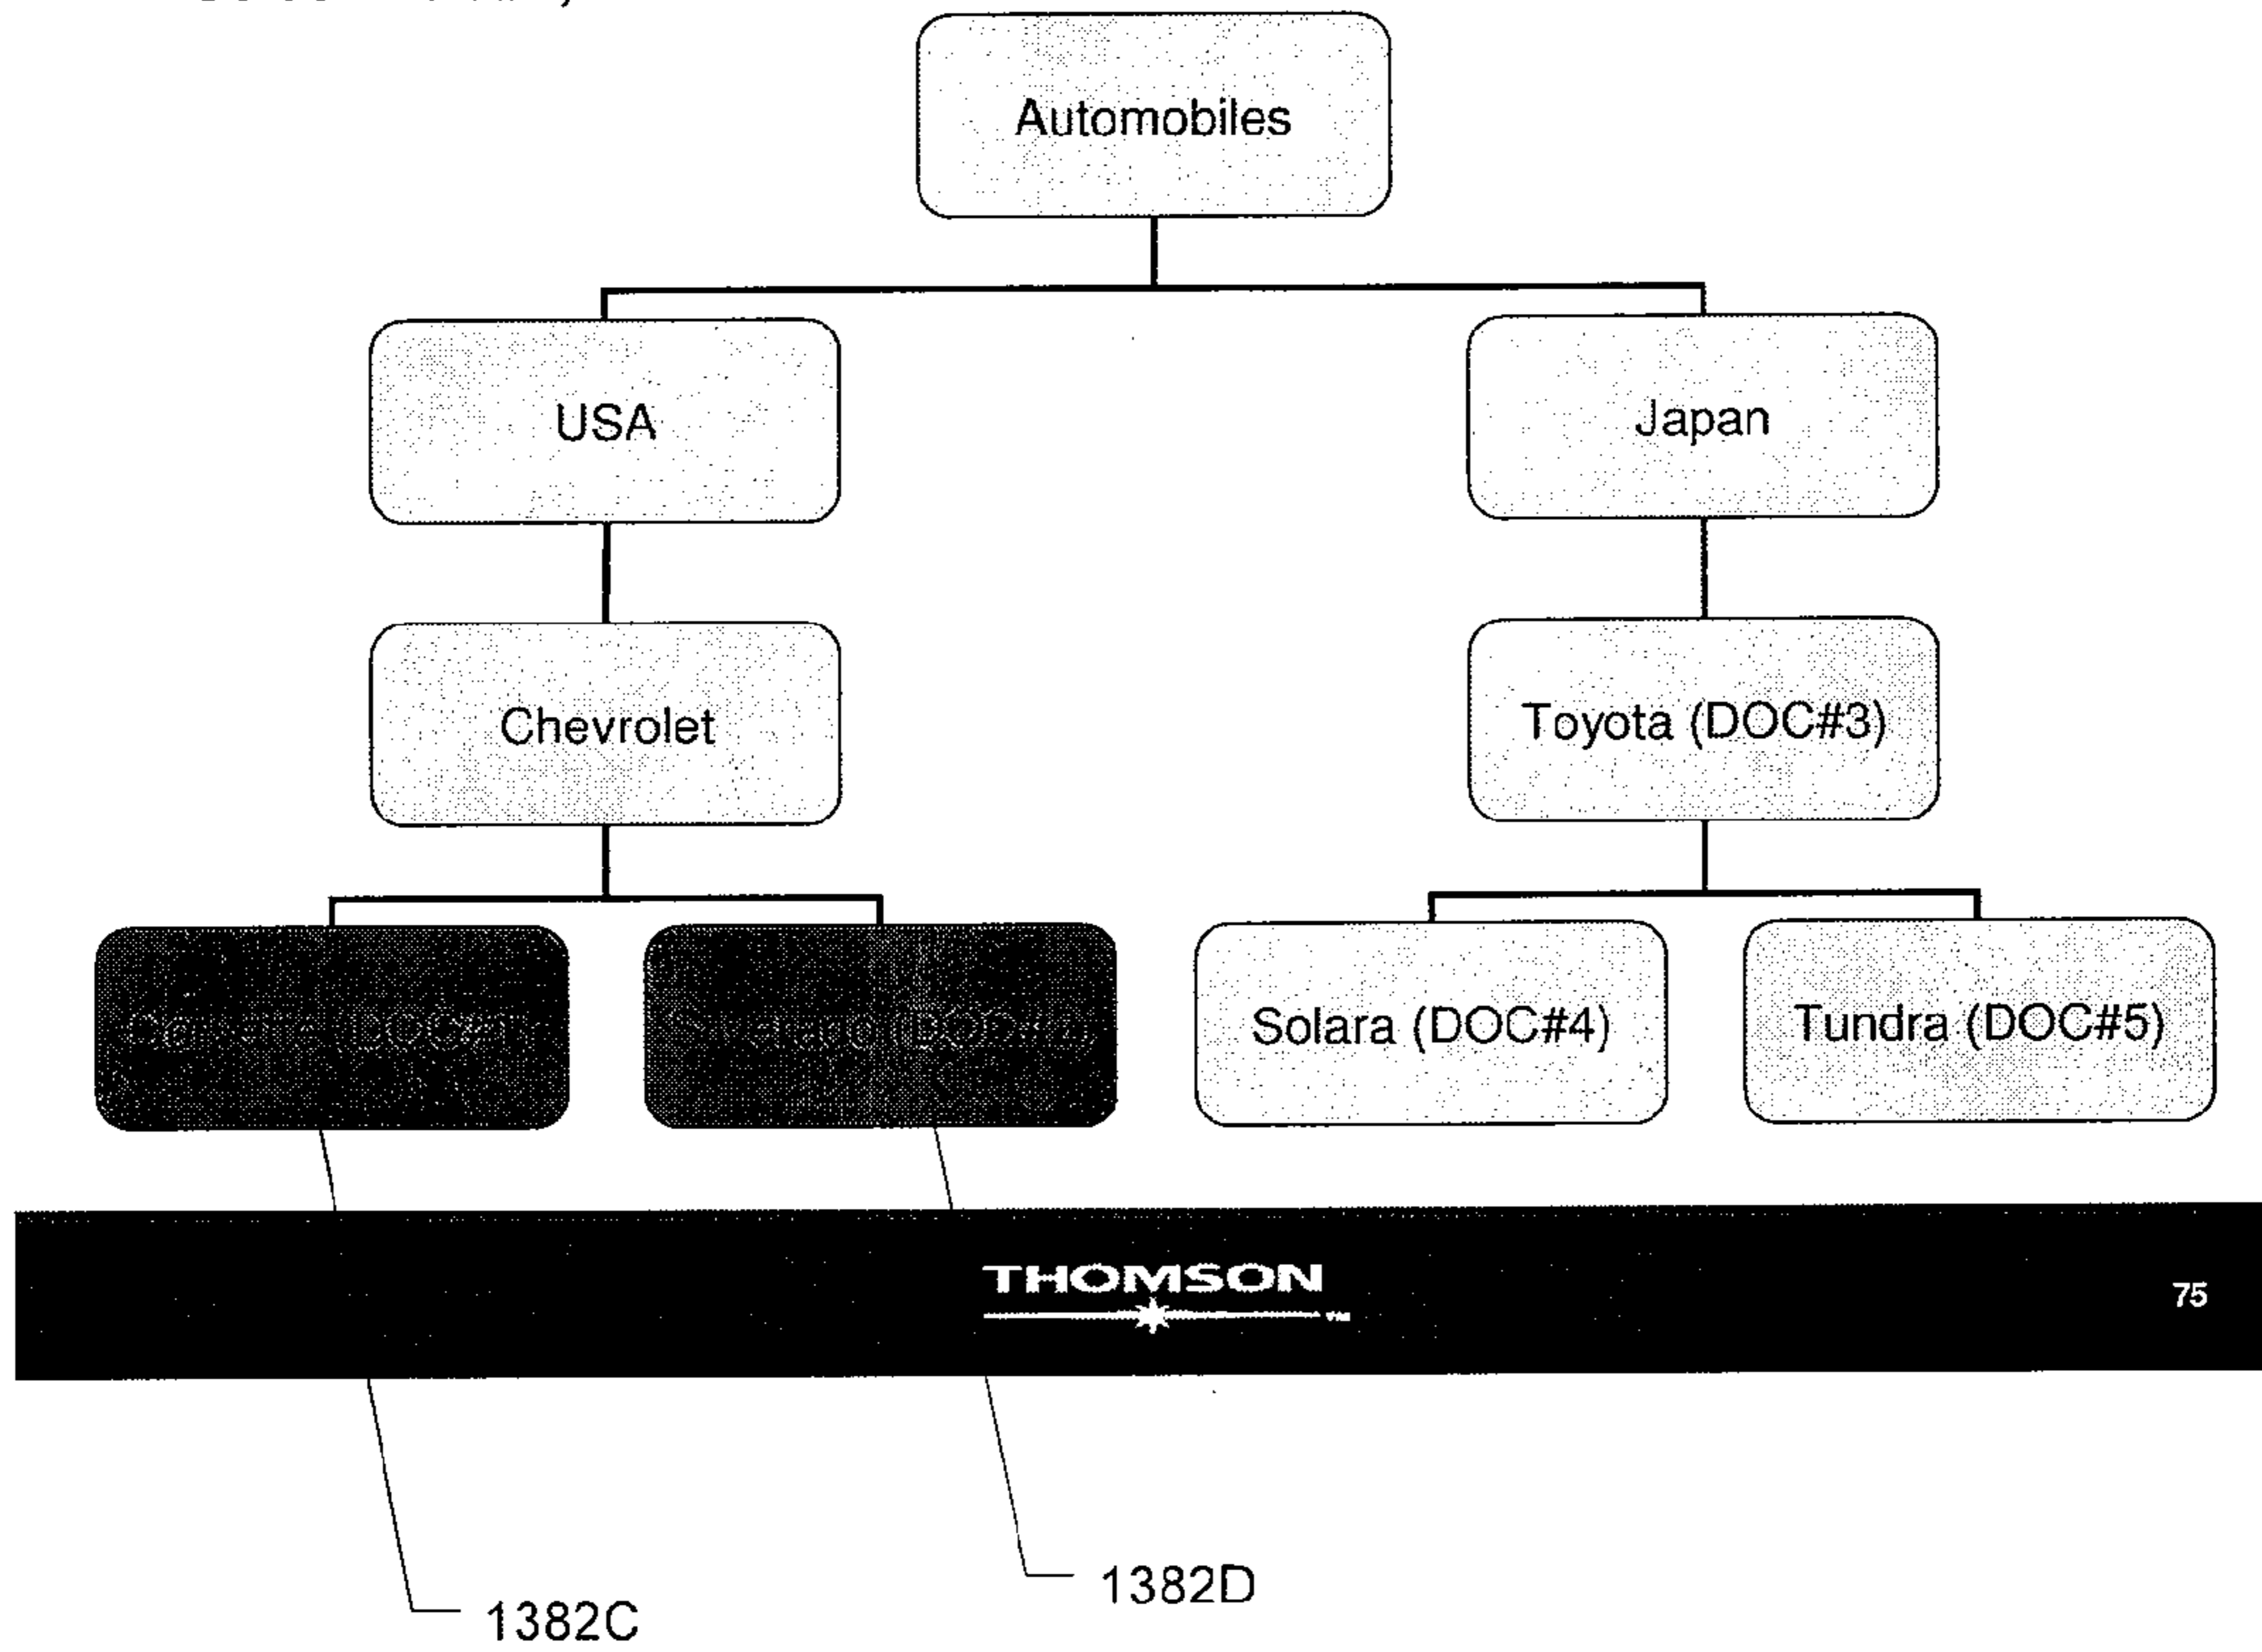 Automobiles
USA
Japan
Chevrolet
Toyota (DOC#3)
Solara (DOC#4)
Tundra (DOC#5)
THOMSON
75
1382D
1382C